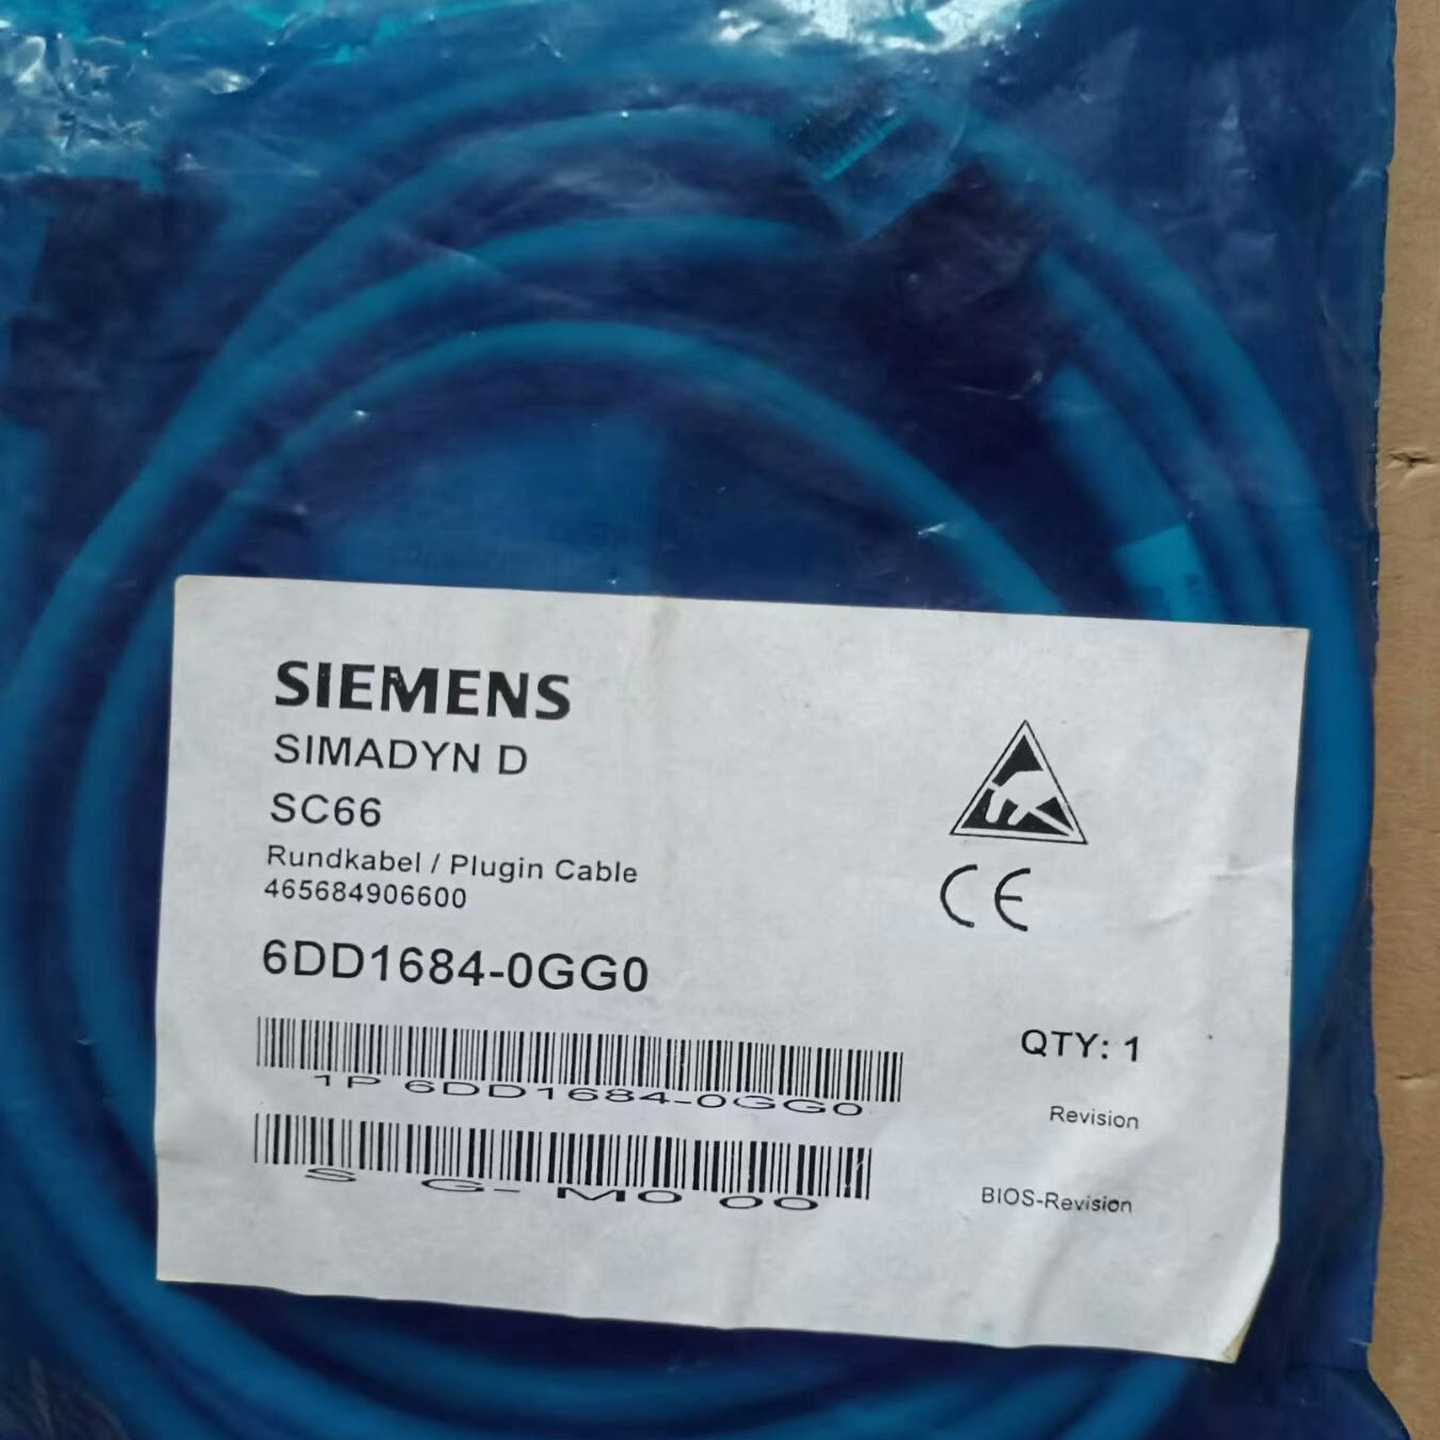 SIEMENS
SIMADYN D
SC66
Rundkabel / Plugin Cable
465684906600
6DD1684-0GG0
CE
QTY: 1
1P 6DD1684-0GG0
Revision
S G- M0 00
BIOS-Revision